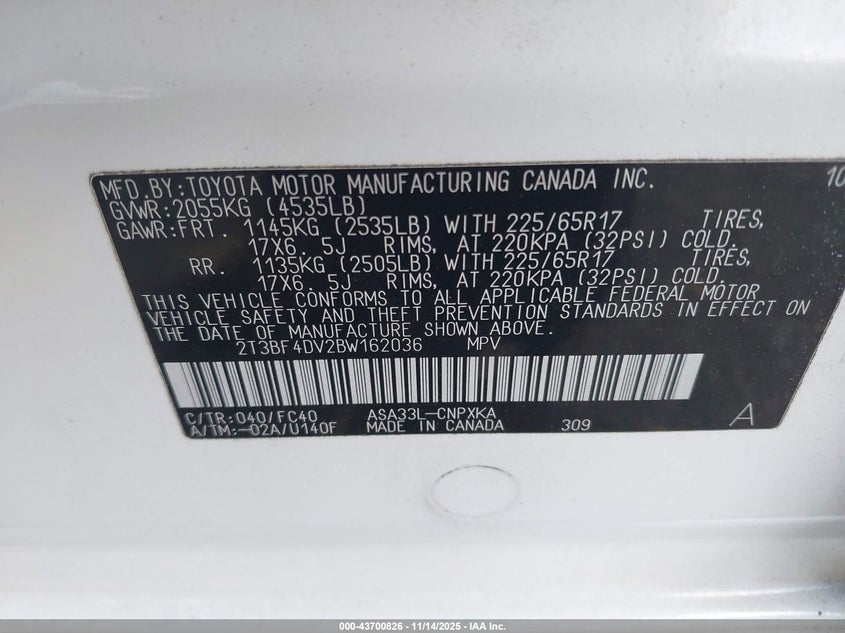 MFD. BY: TOYOTA MOTOR MANUFACTURING CANADA INC. 10
GVWR: 2055KG (4535LB)
GAWR: FRT. 1145KG (2535LB) WITH 225/65R17 TIRES,
17X6. 5J RIMS, AT 220KPA (32PSI) COLD.
RR. 1135KG (2505LB) WITH 225/65R17 TIRES,
17X6. 5J RIMS, AT 220KPA (32PSI) COLD.
THIS VEHICLE CONFORMS TO ALL APPLICABLE FEDERAL MOTOR
VEHICLE SAFETY AND THEFT PREVENTION STANDARDS IN EFFECT ON
THE DATE OF MANUFACTURE SHOWN ABOVE.
2T3BF4DV2BW162036 MPV
C/TR: 040/FC40 ASA33L-CNPXKA
A/TM: -02A/U140F MADE IN CANADA 309 A
000-43700826 - 11/14/2025 - IAA Inc.